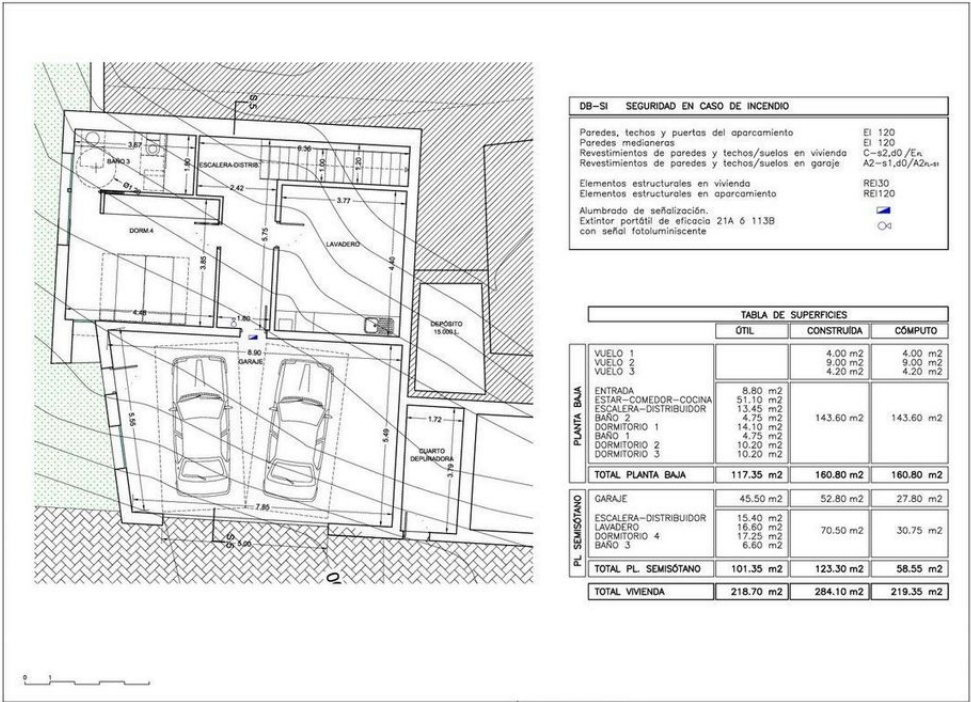 BAÑO 3
3.67
1.80
ESCALERA-DISTRIB.
6.36
1.00
1.20
2.42
3.77
DORM.4
3.85
5.75
LAVADERO
4.40
4.48
1.60
DEPÓSITO
15.000 L.
8.90
GARAJE
5.55
5.49
1.72
CUARTO
DEPURADORA
3.79
7.85
5.00
0 1
DB-SI SEGURIDAD EN CASO DE INCENDIO
Paredes, techos y puertas del aparcamiento EI 120
Paredes medianeras EI 120
Revestimientos de paredes y techos/suelos en vivienda C-s2,d0/EFL
Revestimientos de paredes y techos/suelos en garaje A2-s1,d0/A2FL-s1
Elementos estructurales en vivienda REI30
Elementos estructurales en aparcamiento REI120
Alumbrado de señalización.
Extintor portátil de eficacia 21A ó 113B
con señal fotoluminiscente
TABLA DE SUPERFICIES
ÚTIL CONSTRUÍDA CÓMPUTO
PLANTA BAJA
VUELO 1 4.00 m2 4.00 m2
VUELO 2 9.00 m2 9.00 m2
VUELO 3 4.20 m2 4.20 m2
ENTRADA 8.80 m2
ESTAR-COMEDOR-COCINA 51.10 m2
ESCALERA-DISTRIBUIDOR 13.45 m2
BAÑO 2 4.75 m2 143.60 m2 143.60 m2
DORMITORIO 1 14.10 m2
BAÑO 1 4.75 m2
DORMITORIO 2 10.20 m2
DORMITORIO 3 10.20 m2
TOTAL PLANTA BAJA 117.35 m2 160.80 m2 160.80 m2
PL. SEMISÓTANO
GARAJE 45.50 m2 52.80 m2 27.80 m2
ESCALERA-DISTRIBUIDOR 15.40 m2
LAVADERO 16.60 m2 70.50 m2 30.75 m2
DORMITORIO 4 17.25 m2
BAÑO 3 6.60 m2
TOTAL PL. SEMISÓTANO 101.35 m2 123.30 m2 58.55 m2
TOTAL VIVIENDA 218.70 m2 284.10 m2 219.35 m2